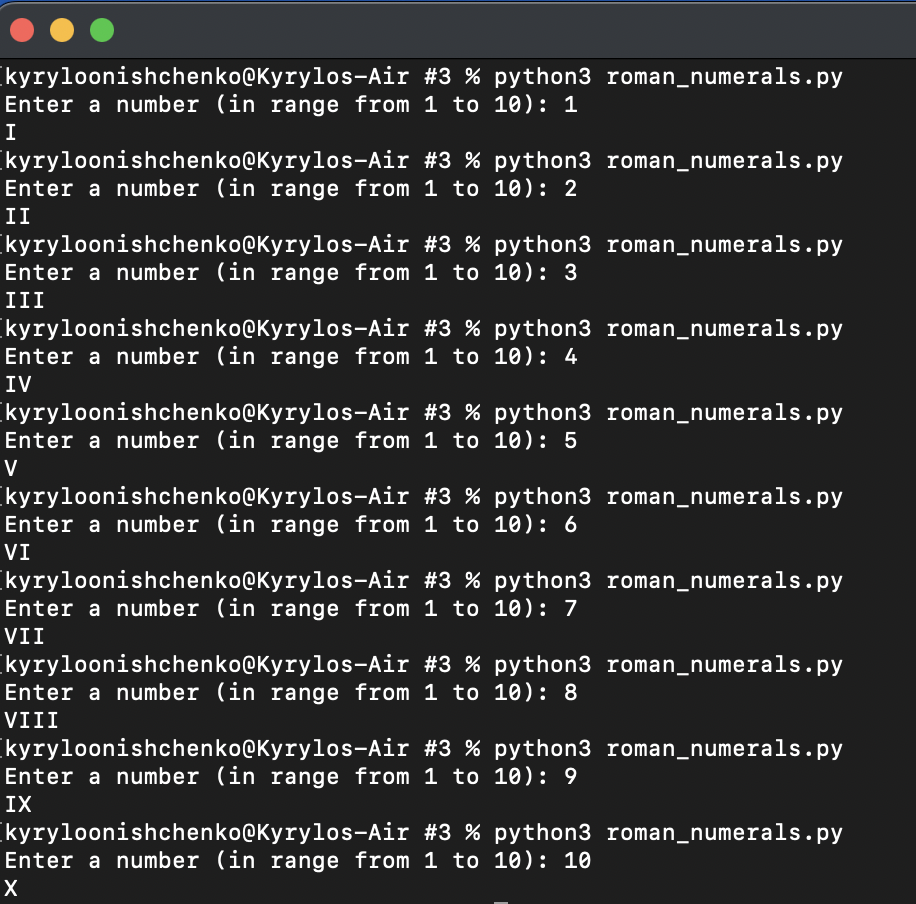 [kyryloonishchenko@Kyrylos-Air #3 % python3 roman_numerals.py
Enter a number (in range from 1 to 10): 1
I
[kyryloonishchenko@Kyrylos-Air #3 % python3 roman_numerals.py
Enter a number (in range from 1 to 10): 2
II
[kyryloonishchenko@Kyrylos-Air #3 % python3 roman_numerals.py
Enter a number (in range from 1 to 10): 3
III
[kyryloonishchenko@Kyrylos-Air #3 % python3 roman_numerals.py
Enter a number (in range from 1 to 10): 4
IV
[kyryloonishchenko@Kyrylos-Air #3 % python3 roman_numerals.py
Enter a number (in range from 1 to 10): 5
V
[kyryloonishchenko@Kyrylos-Air #3 % python3 roman_numerals.py
Enter a number (in range from 1 to 10): 6
VI
[kyryloonishchenko@Kyrylos-Air #3 % python3 roman_numerals.py
Enter a number (in range from 1 to 10): 7
VII
[kyryloonishchenko@Kyrylos-Air #3 % python3 roman_numerals.py
Enter a number (in range from 1 to 10): 8
VIII
[kyryloonishchenko@Kyrylos-Air #3 % python3 roman_numerals.py
Enter a number (in range from 1 to 10): 9
IX
[kyryloonishchenko@Kyrylos-Air #3 % python3 roman_numerals.py
Enter a number (in range from 1 to 10): 10
X